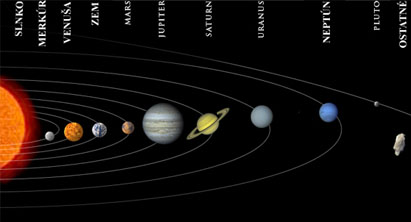 SLNKO
MERKÚR
VENUŠA
ZEM
MARS
JUPITER
SATURN
URANUS
NEPTÚN
PLUTO
OSTATNÉ